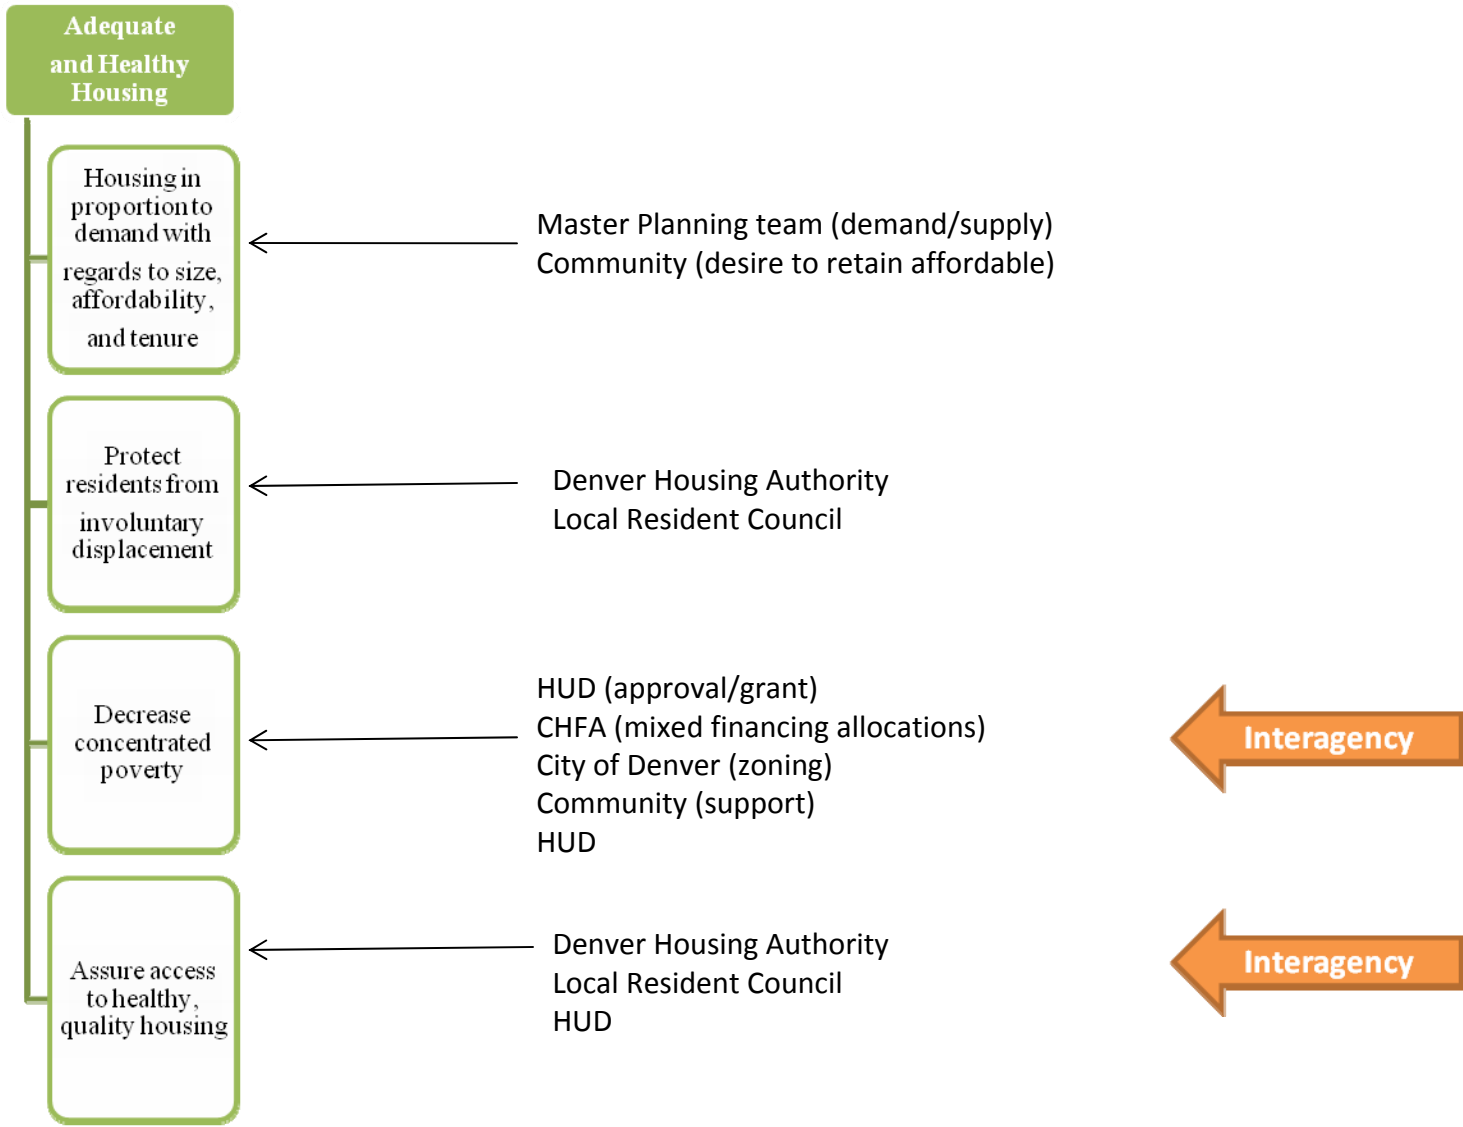 Adequate
and Healthy
Housing
Housing in
proportion to
demand with
regards to size,
affordability,
and tenure
Master Planning team (demand/supply)
Community (desire to retain affordable)
Protect
residents from
involuntary
displacement
Denver Housing Authority
Local Resident Council
Decrease
concentrated
poverty
HUD (approval/grant)
CHFA (mixed financing allocations)
City of Denver (zoning)
Community (support)
HUD
Interagency
Assure access
to healthy,
quality housing
Denver Housing Authority
Local Resident Council
HUD
Interagency